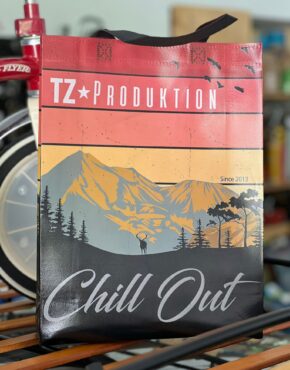 FLYER
TZ★PRODUKTION
Since 2013
Chill Out